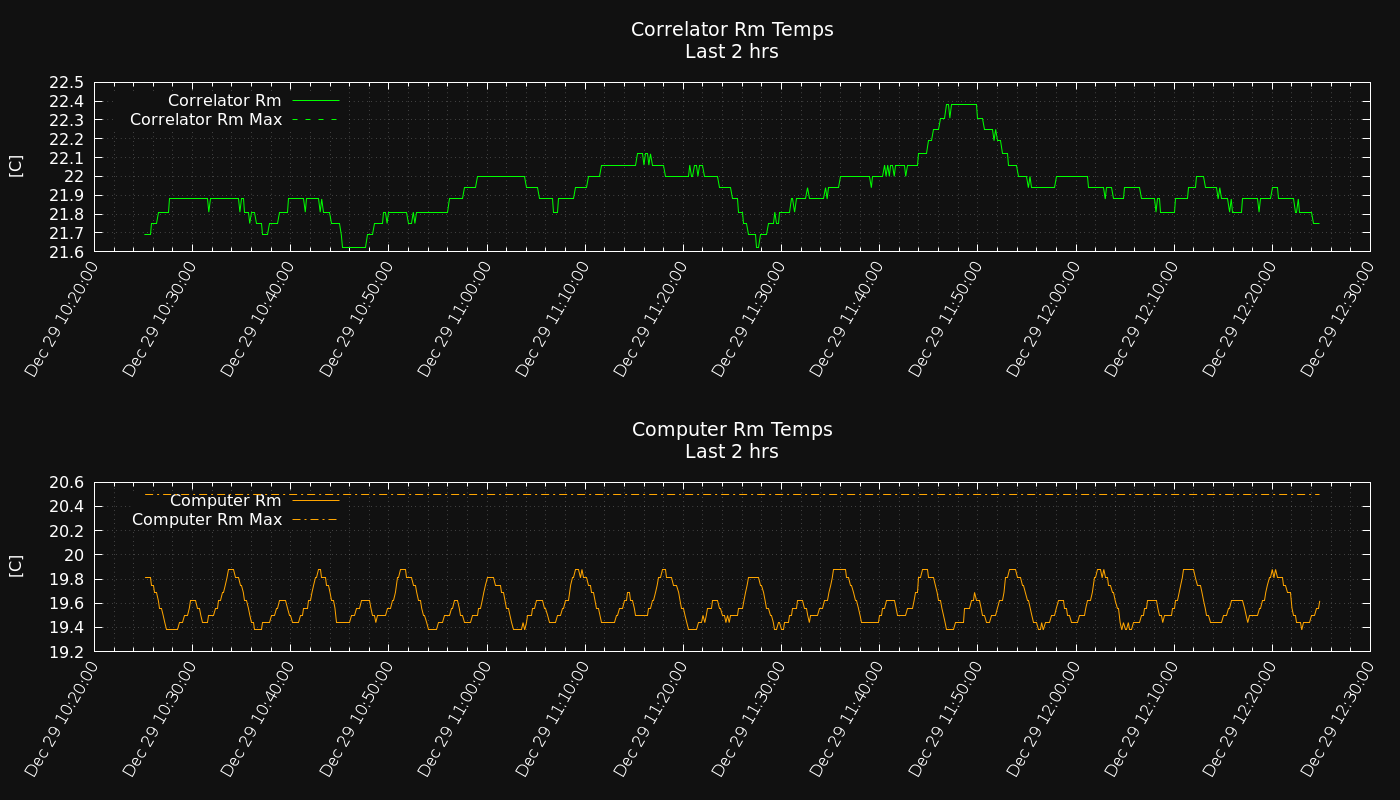 Correlator Rm Temps
Last 2 hrs
22.5
22.4
22.3
22.2
22.1
22
21.9
21.8
21.7
21.6
[C]
Correlator Rm
Correlator Rm Max
Dec 29 10:20:00
Dec 29 10:30:00
Dec 29 10:40:00
Dec 29 10:50:00
Dec 29 11:00:00
Dec 29 11:10:00
Dec 29 11:20:00
Dec 29 11:30:00
Dec 29 11:40:00
Dec 29 11:50:00
Dec 29 12:00:00
Dec 29 12:10:00
Dec 29 12:20:00
Dec 29 12:30:00
Computer Rm Temps
Last 2 hrs
20.6
20.4
20.2
20
19.8
19.6
19.4
19.2
[C]
Computer Rm
Computer Rm Max
Dec 29 10:20:00
Dec 29 10:30:00
Dec 29 10:40:00
Dec 29 10:50:00
Dec 29 11:00:00
Dec 29 11:10:00
Dec 29 11:20:00
Dec 29 11:30:00
Dec 29 11:40:00
Dec 29 11:50:00
Dec 29 12:00:00
Dec 29 12:10:00
Dec 29 12:20:00
Dec 29 12:30:00